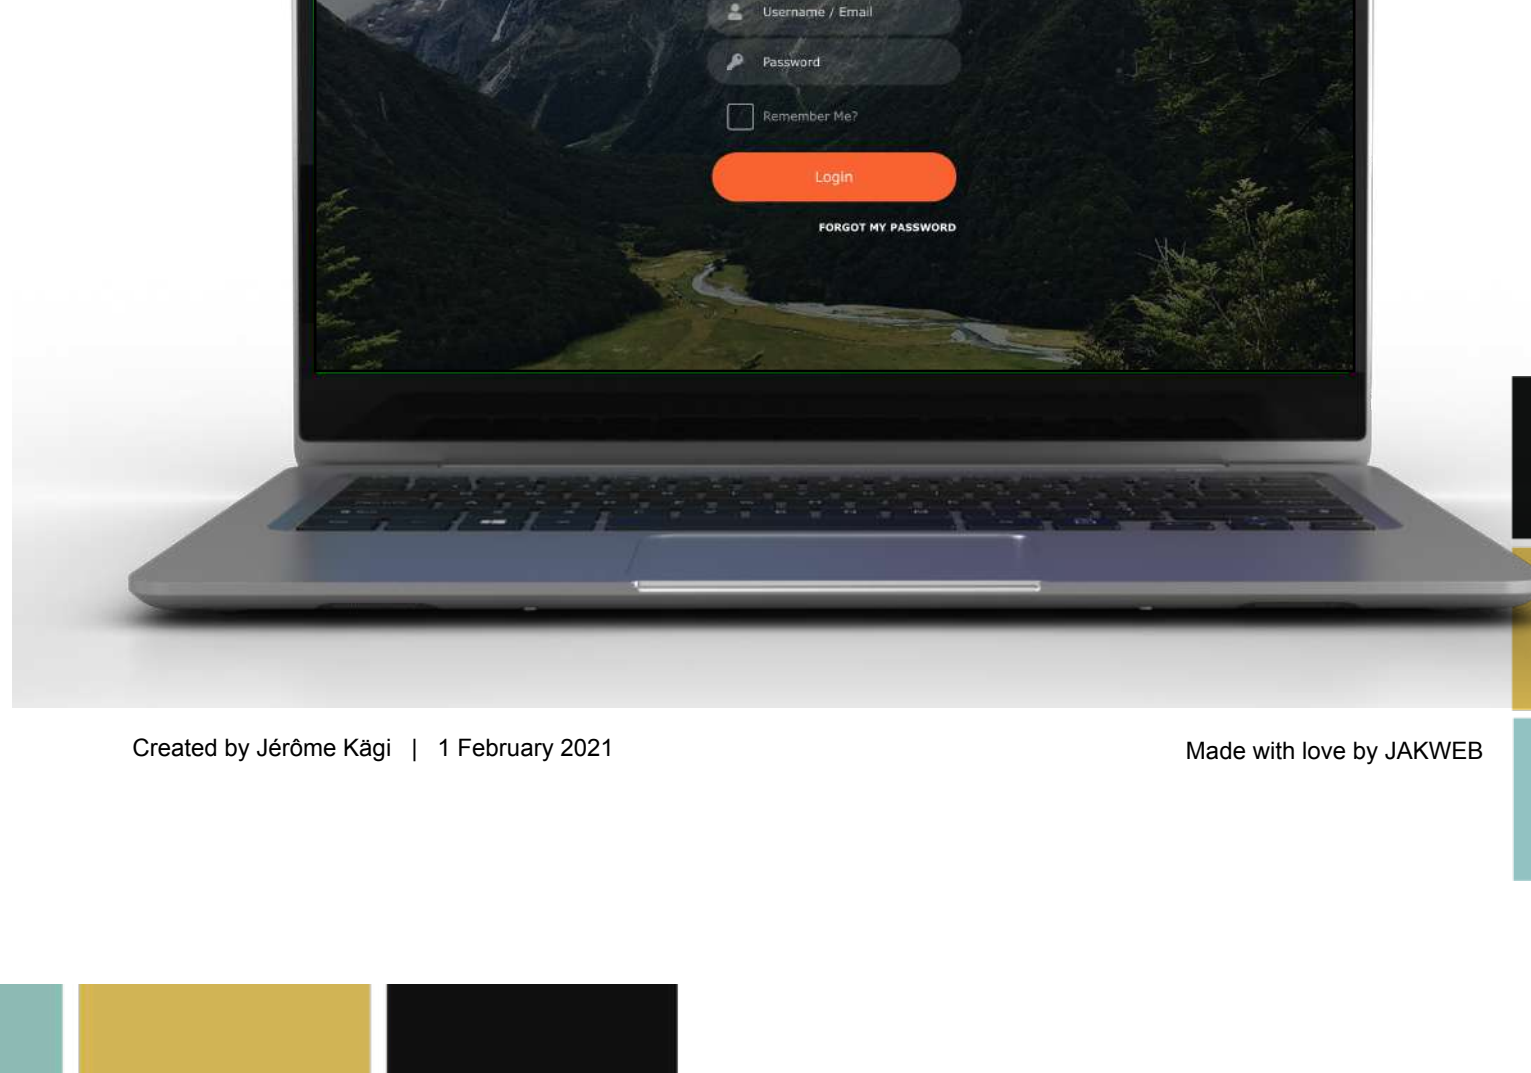 Username / Email
Password
Remember Me?
Login
FORGOT MY PASSWORD
Created by Jérôme Kägi | 1 February 2021
Made with love by JAKWEB